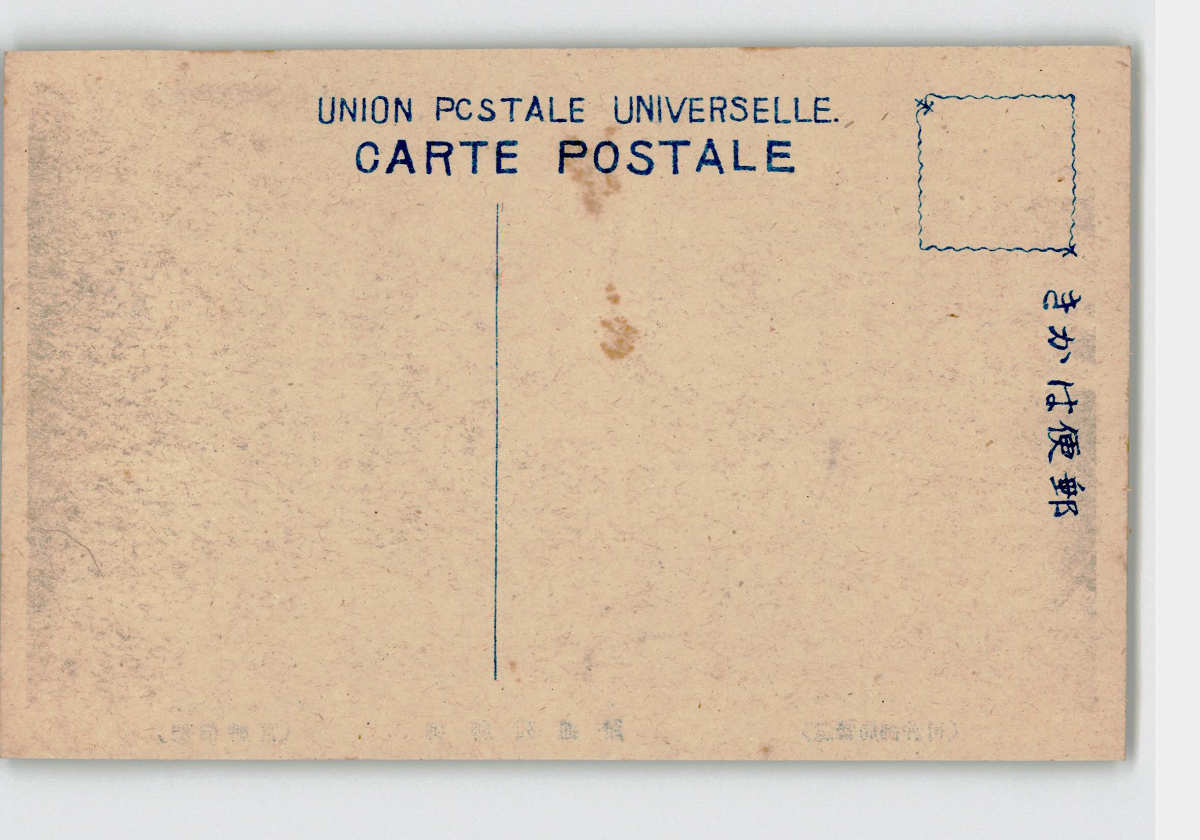 UNION PCSTALE UNIVERSELLE.
CARTE POSTALE
きかは便郵